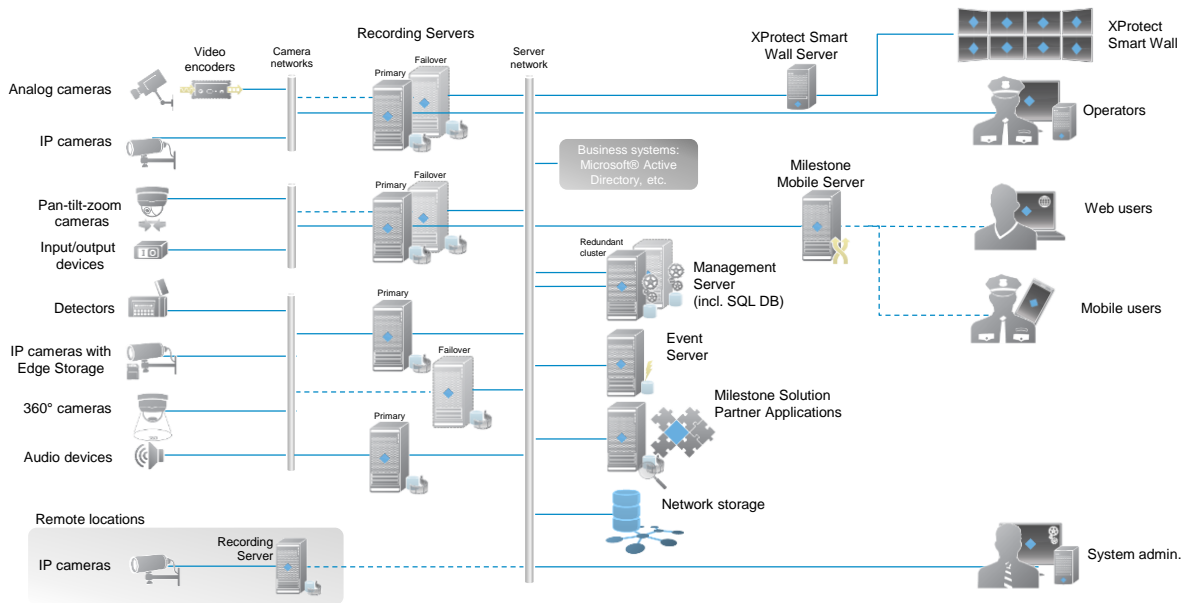 Recording Servers
Video
encoders
Camera
networks
Server
network
XProtect Smart
Wall Server
XProtect
Smart Wall
Primary
Failover
Analog cameras
Operators
IP cameras
Business systems:
Microsoft® Active
Directory, etc.
Milestone
Mobile Server
Primary
Failover
Pan-tilt-zoom
cameras
Web users
Input/output
devices
Redundant
cluster
Management
Server
(incl. SQL DB)
Detectors
Primary
Mobile users
IP cameras with
Edge Storage
Failover
Event
Server
360° cameras
Milestone Solution
Partner Applications
Primary
Audio devices
Network storage
Remote locations
Recording
Server
IP cameras
System admin.